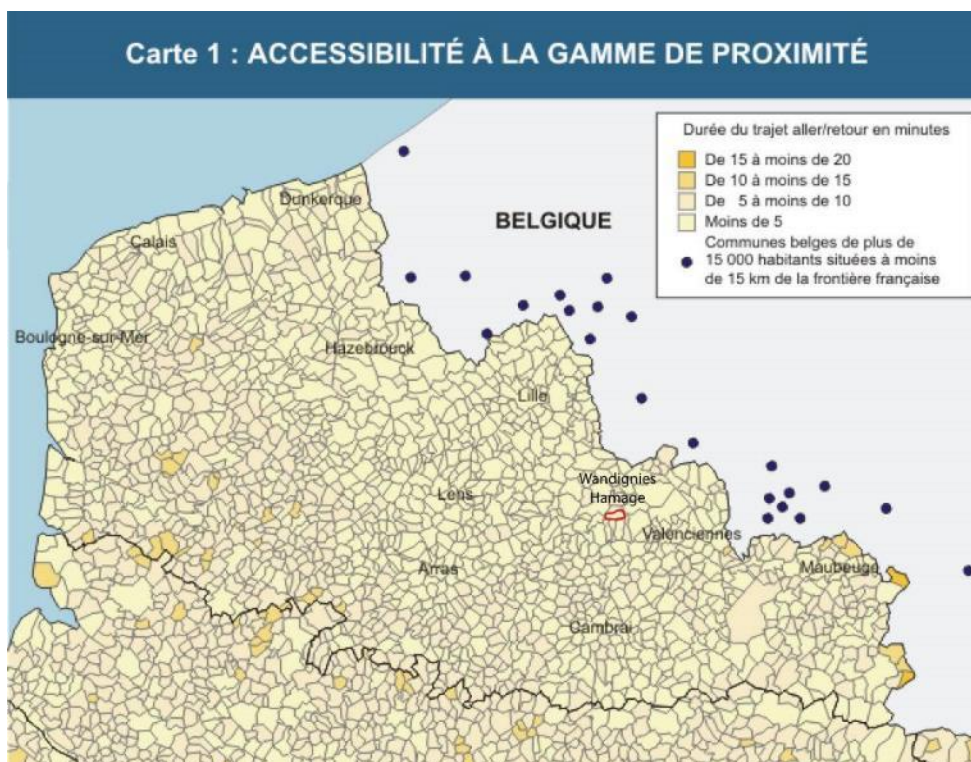 Carte 1 : ACCESSIBILITÉ À LA GAMME DE PROXIMITÉ
Durée du trajet aller/retour en minutes
De 15 à moins de 20
De 10 à moins de 15
De 5 à moins de 10
Moins de 5
Communes belges de plus de
15 000 habitants situées à moins
de 15 km de la frontière française
BELGIQUE
Dunkerque
Calais
Boulogne-sur-Mer
Hazebrouck
Lille
Wandignies
Hamage
Lens
Valenciennes
Arras
Maubeuge
Cambrai